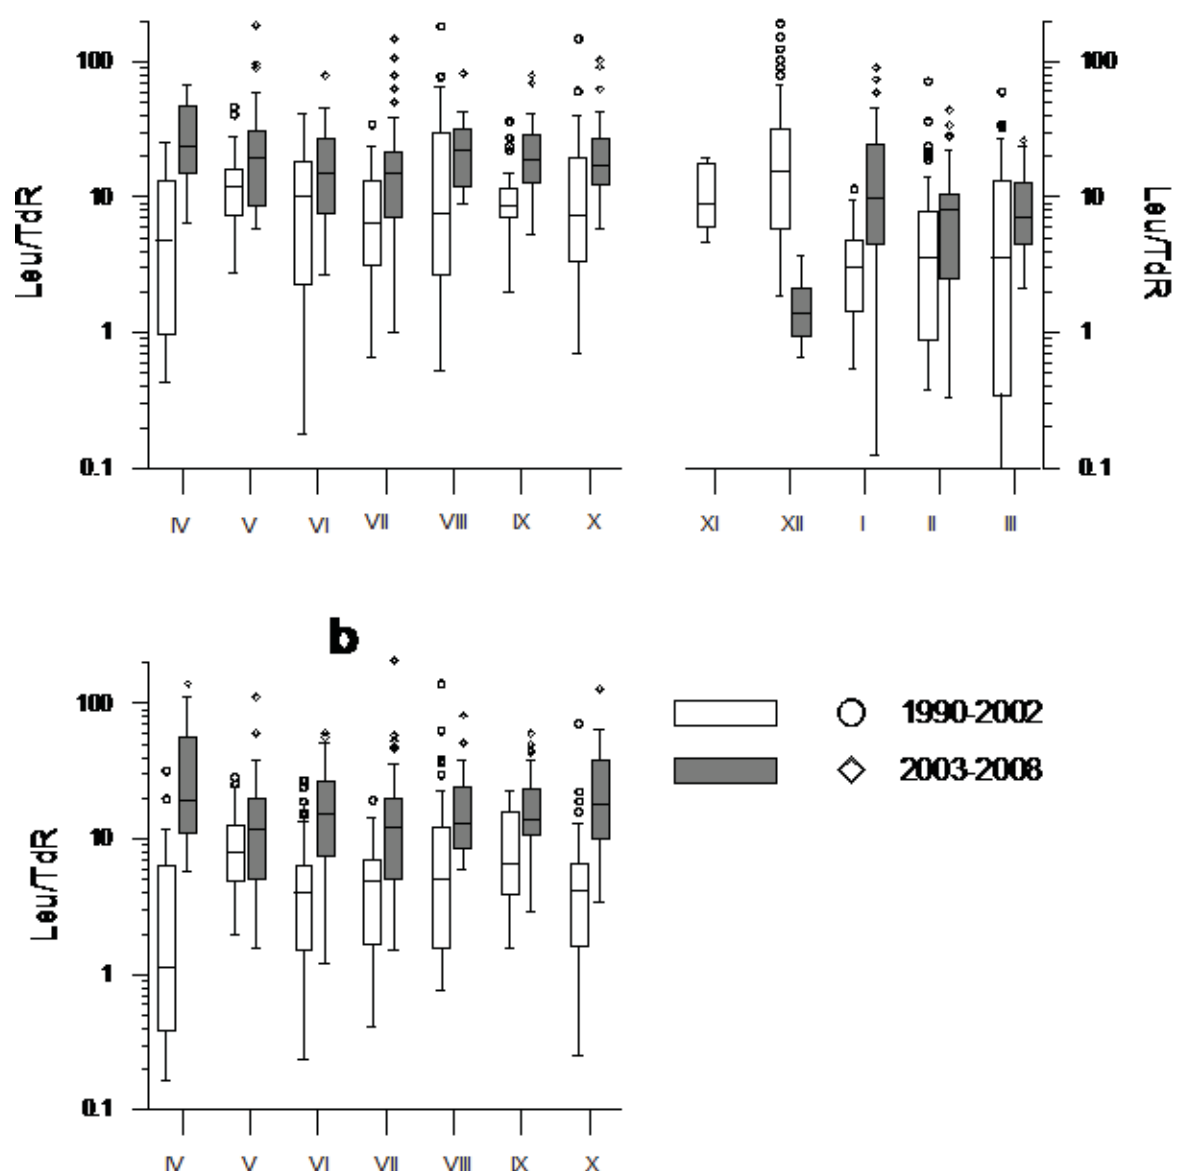 100
10
1
0.1
Leu/TdR
IV V VI VII VIII IX X
100
10
1
0.1
Leu/TdR
XI XII I II III
b
100
10
1
0.1
Leu/TdR
IV V VI VII VIII IX X
1990-2002
2003-2008